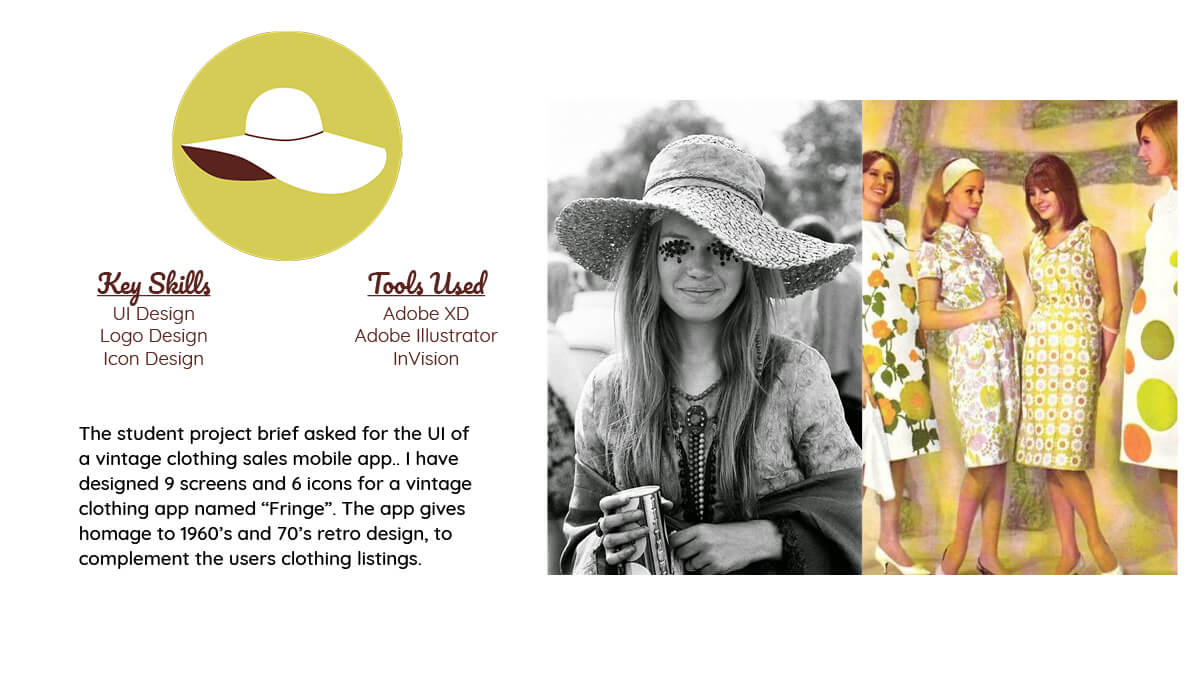 Key Skills
UI Design
Logo Design
Icon Design
Tools Used
Adobe XD
Adobe Illustrator
InVision
The student project brief asked for the UI of
a vintage clothing sales mobile app.. I have
designed 9 screens and 6 icons for a vintage
clothing app named “Fringe”. The app gives
homage to 1960’s and 70’s retro design, to
complement the users clothing listings.